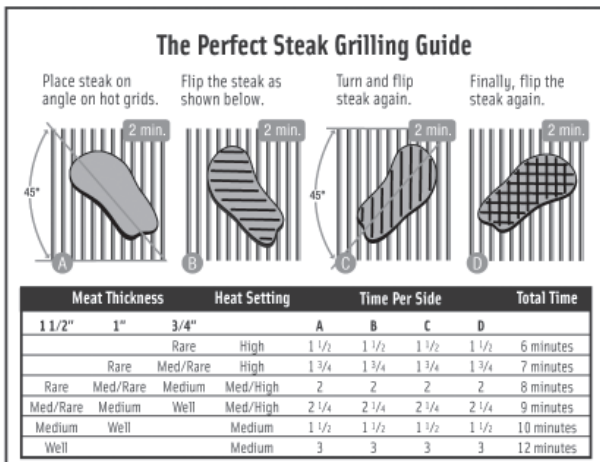 The Perfect Steak Grilling Guide
Place steak on
angle on hot grids.
Flip the steak as
shown below.
Turn and flip
steak again.
Finally, flip the
steak again.
2 min.
2 min.
2 min.
2 min.
45°
45°
A
B
C
D
Meat Thickness Heat Setting Time Per Side Total Time
1 1/2" 1" 3/4" A B C D
Rare High 1 1/2 1 1/2 1 1/2 1 1/2 6 minutes
Rare Med/Rare High 1 3/4 1 3/4 1 3/4 1 3/4 7 minutes
Rare Med/Rare Medium Med/High 2 2 2 2 8 minutes
Med/Rare Medium Well Med/High 2 1/4 2 1/4 2 1/4 2 1/4 9 minutes
Medium Well Medium 1 1/2 1 1/2 1 1/2 1 1/2 10 minutes
Well Medium 3 3 3 3 12 minutes